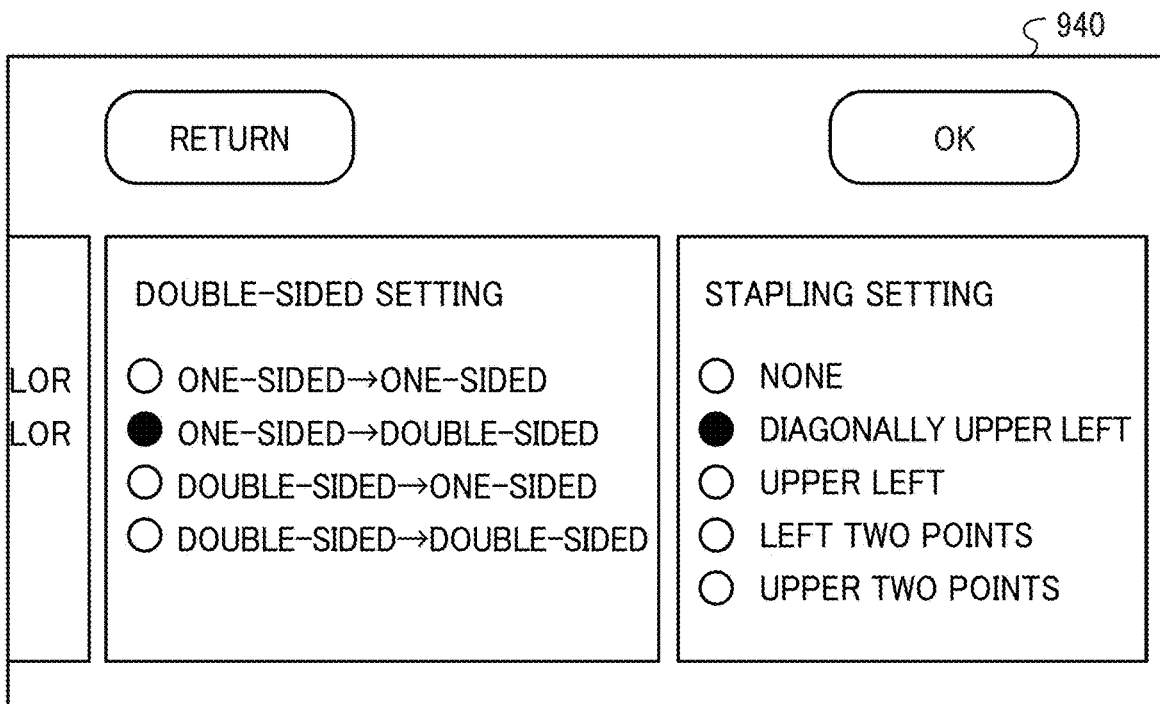 940
RETURN
OK
LOR
LOR
DOUBLE-SIDED SETTING
ONE-SIDED→ONE-SIDED
ONE-SIDED→DOUBLE-SIDED
DOUBLE-SIDED→ONE-SIDED
DOUBLE-SIDED→DOUBLE-SIDED
STAPLING SETTING
NONE
DIAGONALLY UPPER LEFT
UPPER LEFT
LEFT TWO POINTS
UPPER TWO POINTS